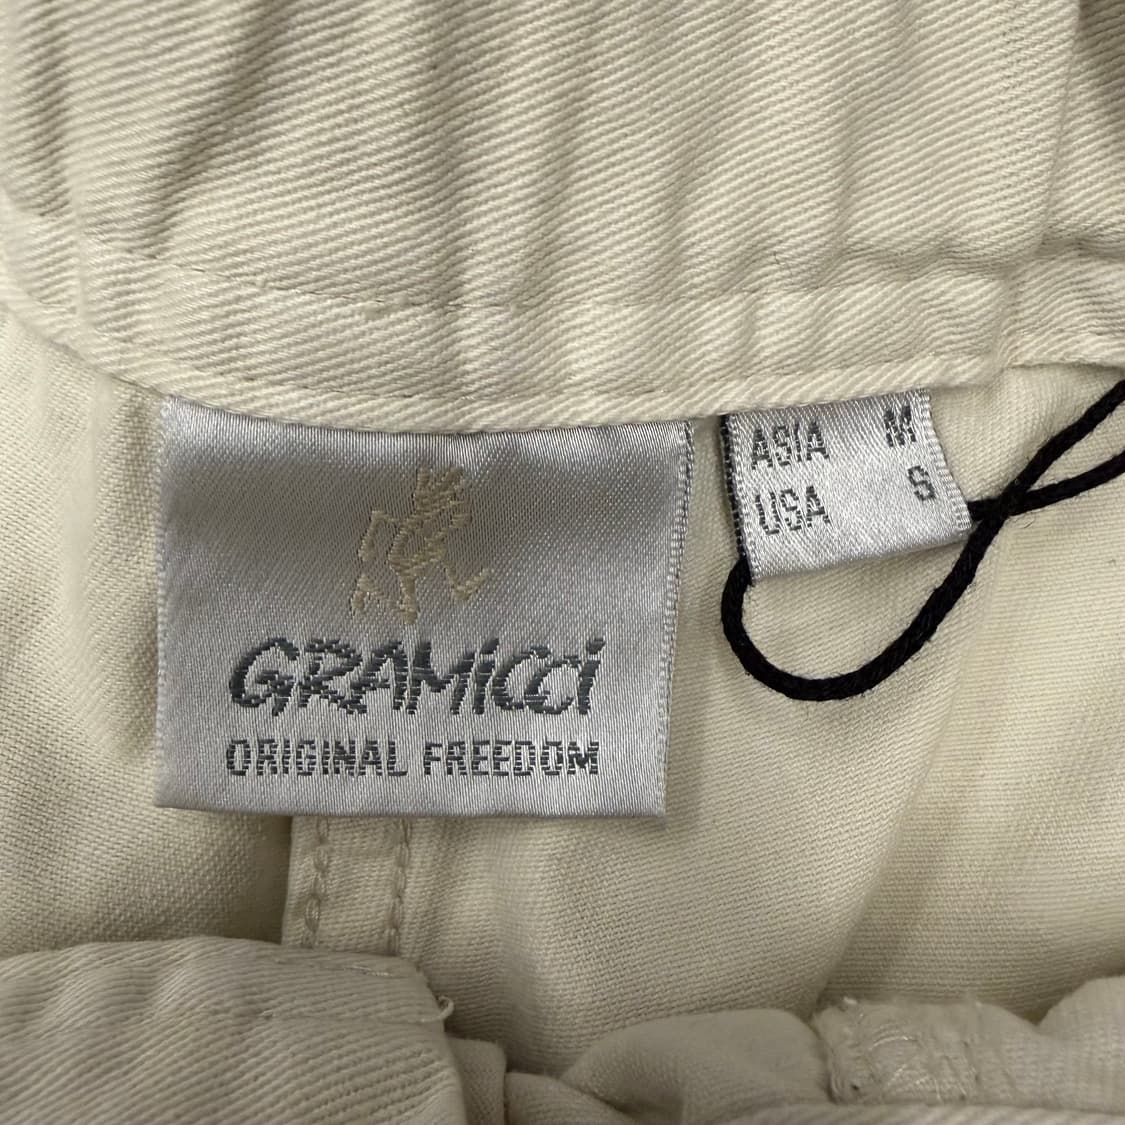 GRAMiCCi
ORIGINAL FREEDOM
ASIA M
USA S